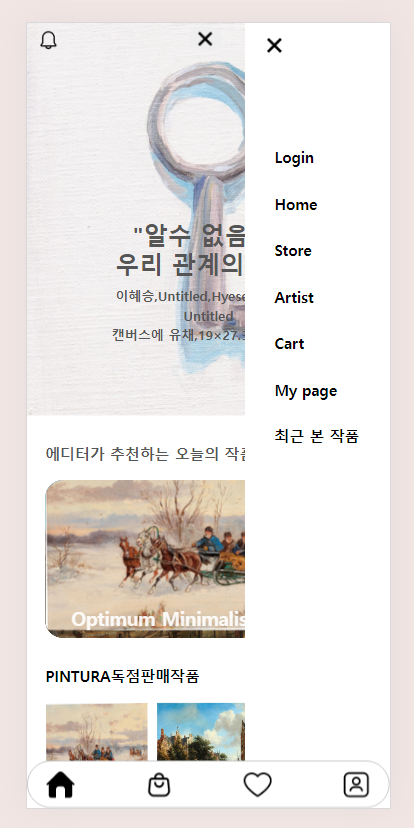 "알수 없음
우리 관계의
이혜승,Untitled,Hyese
Untitled
캔버스에 유채,19×27.
Login
Home
Store
Artist
Cart
My page
최근 본 작품
에디터가 추천하는 오늘의 작품
Optimum Minimalis
PINTURA독점판매작품